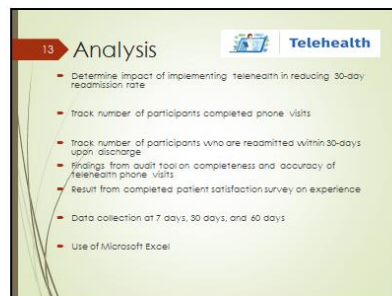 13
Analysis
Telehealth
Determine impact of implementing telehealth in reducing 30-day
readmission rate
Track number of participants completed phone visits
Track number of participants who are readmitted within 30-days
upon discharge
Findings from audit tool on completeness and accuracy of
telehealth phone visits
Result from completed patient satisfaction survey on experience
Data collection at 7 days, 30 days, and 60 days
Use of Microsoft Excel